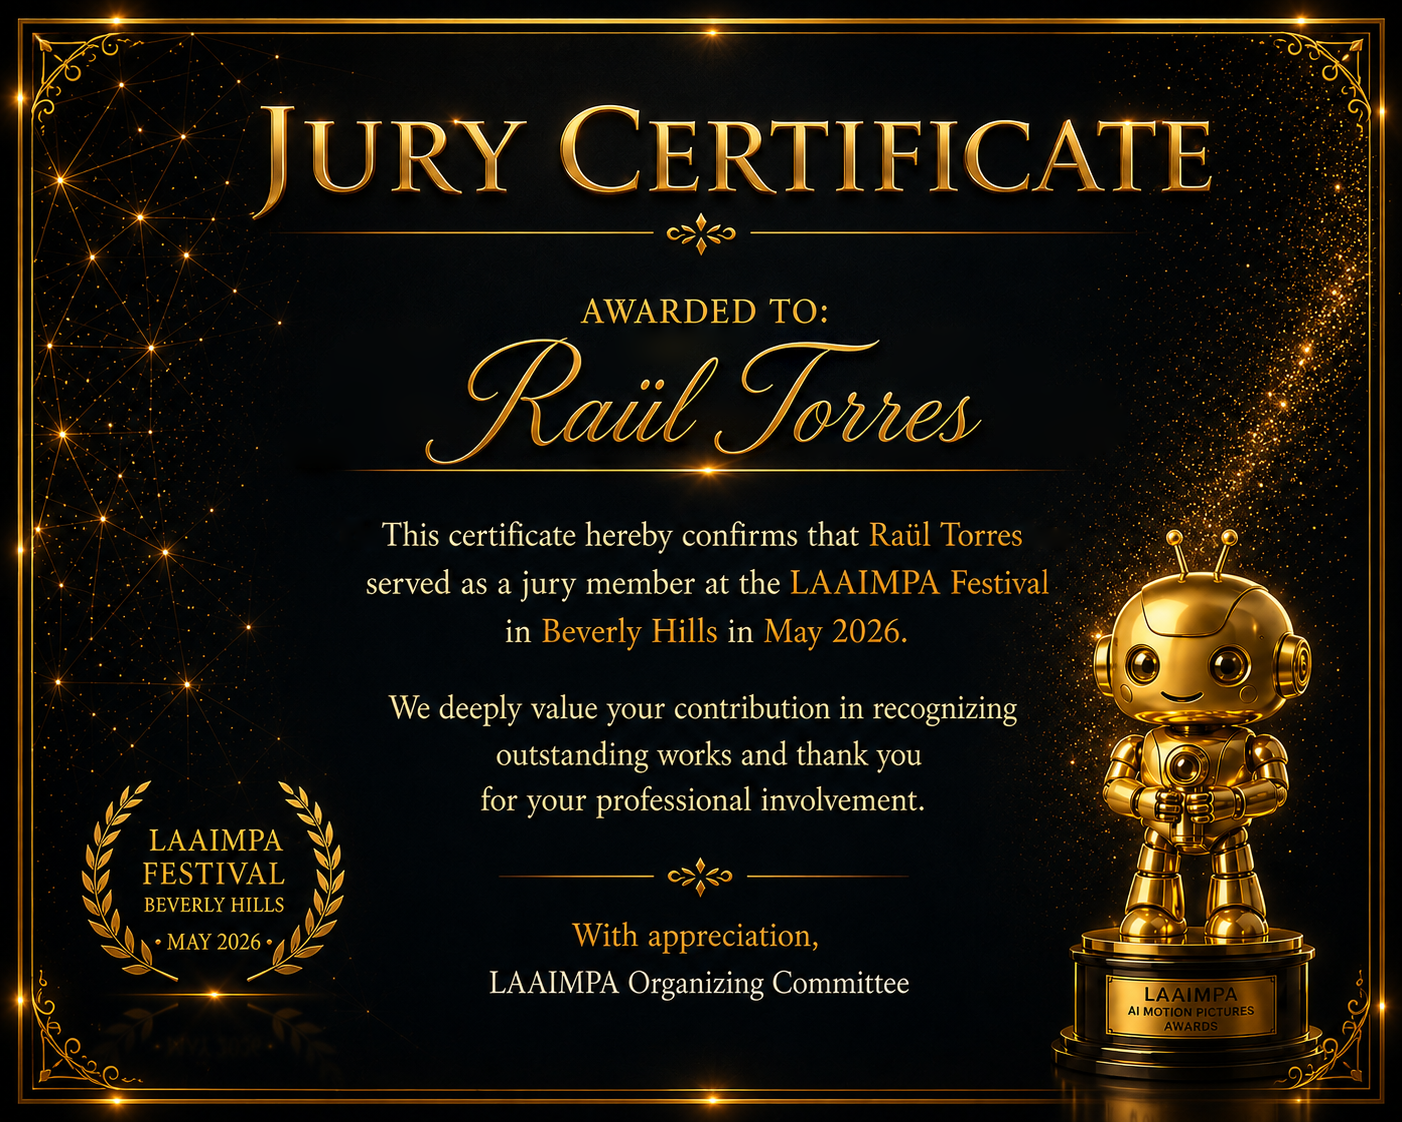 JURY CERTIFICATE
AWARDED TO:
Raül Torres
This certificate hereby confirms that Raül Torres
served as a jury member at the LAAIMPA Festival
in Beverly Hills in May 2026.
We deeply value your contribution in recognizing
outstanding works and thank you
for your professional involvement.
With appreciation,
LAAIMPA Organizing Committee
LAAIMPA
FESTIVAL
BEVERLY HILLS
• MAY 2026 •
LAAIMPA
AI MOTION PICTURES
AWARDS